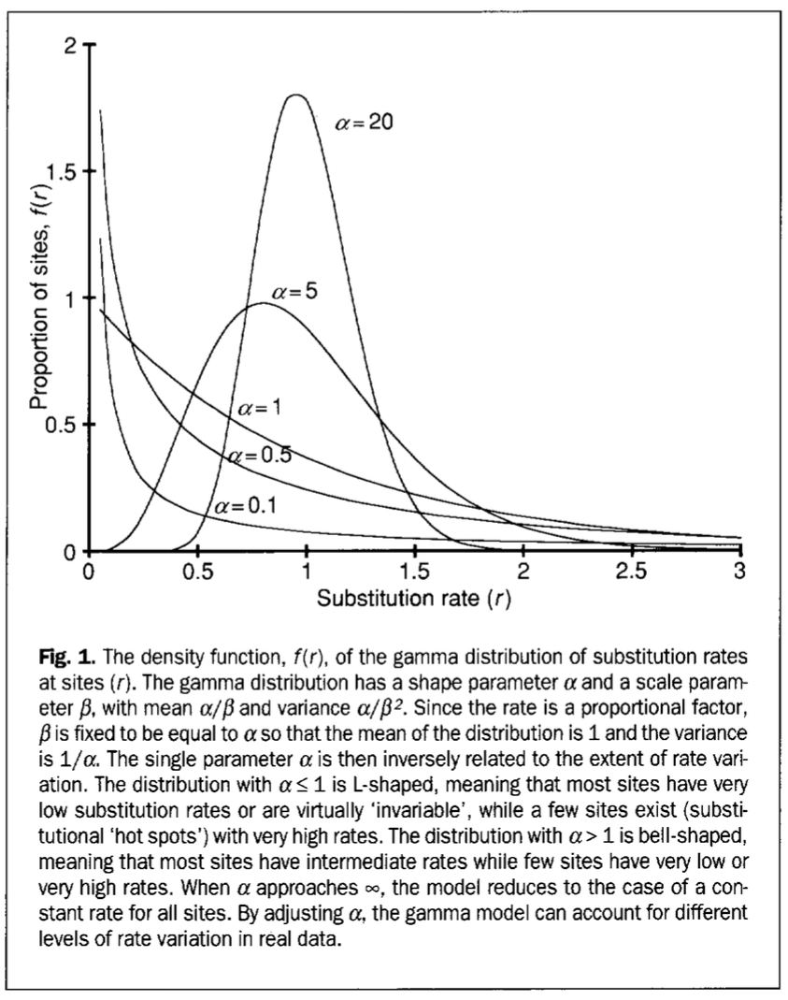 2
1.5
1
0.5
0
Proportion of sites, f(r)
α=20
α=5
α=1
α=0.5
α=0.1
0 0.5 1 1.5 2 2.5 3
Substitution rate (r)
Fig. 1. The density function, f(r), of the gamma distribution of substitution rates
at sites (r). The gamma distribution has a shape parameter α and a scale param-
eter β, with mean α/β and variance α/β². Since the rate is a proportional factor,
β is fixed to be equal to α so that the mean of the distribution is 1 and the variance
is 1/α. The single parameter α is then inversely related to the extent of rate vari-
ation. The distribution with α ≤ 1 is L-shaped, meaning that most sites have very
low substitution rates or are virtually ‘invariable’, while a few sites exist (substi-
tutional ‘hot spots’) with very high rates. The distribution with α > 1 is bell-shaped,
meaning that most sites have intermediate rates while few sites have very low or
very high rates. When α approaches ∞, the model reduces to the case of a con-
stant rate for all sites. By adjusting α, the gamma model can account for different
levels of rate variation in real data.